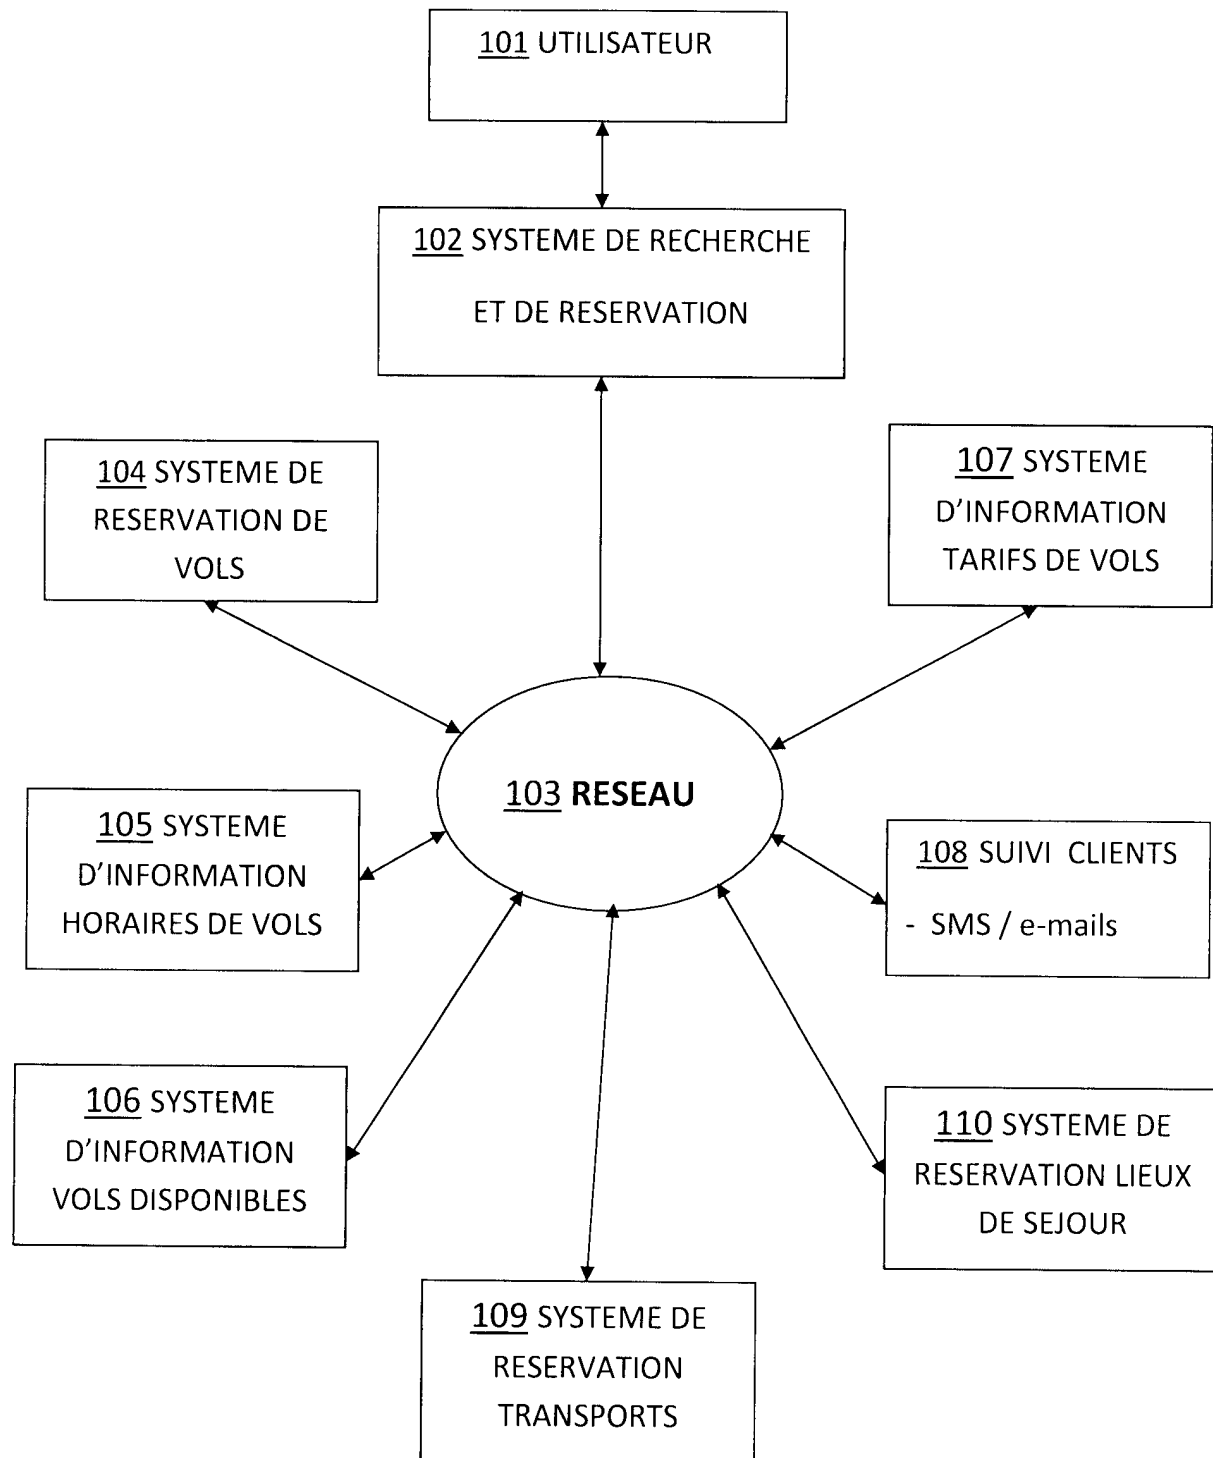 101 UTILISATEUR
102 SYSTEME DE RECHERCHE
ET DE RESERVATION
104 SYSTEME DE
RESERVATION DE
VOLS
107 SYSTEME
D'INFORMATION
TARIFS DE VOLS
103 RESEAU
105 SYSTEME
D'INFORMATION
HORAIRES DE VOLS
108 SUIVI CLIENTS
- SMS / e-mails
106 SYSTEME
D'INFORMATION
VOLS DISPONIBLES
110 SYSTEME DE
RESERVATION LIEUX
DE SEJOUR
109 SYSTEME DE
RESERVATION
TRANSPORTS